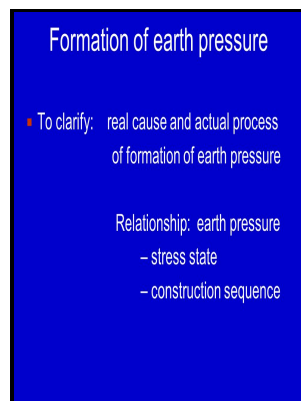 Formation of earth pressure
▪ To clarify: real cause and actual process
of formation of earth pressure
Relationship: earth pressure
– stress state
– construction sequence